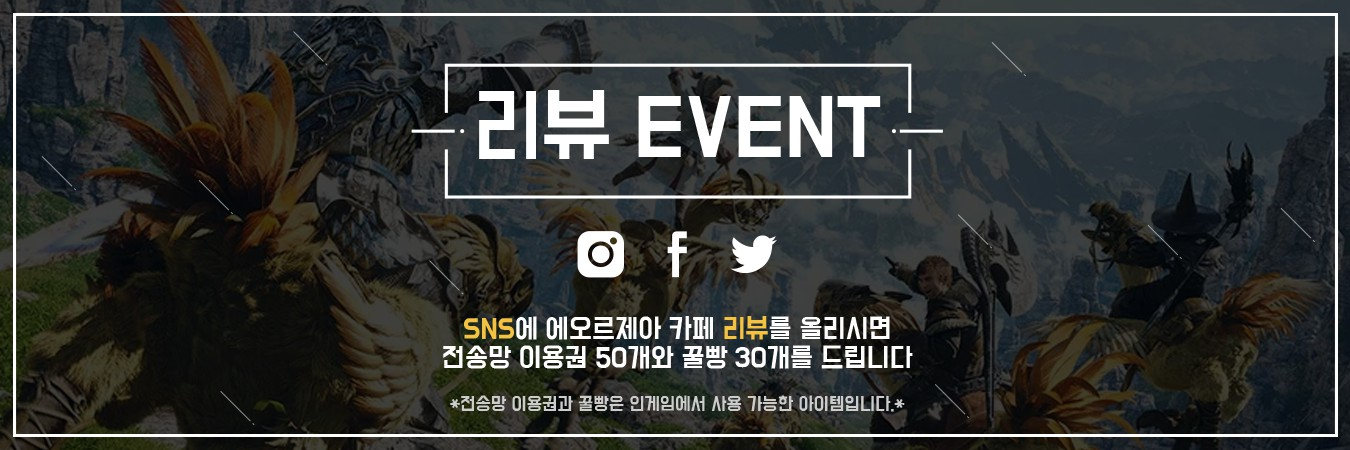 리뷰 EVENT
SNS에 에오르제아 카페 리뷰를 올리시면
전송망 이용권 50개와 꿀빵 30개를 드립니다
*전송망 이용권과 꿀빵은 인게임에서 사용 가능한 아이템입니다.*